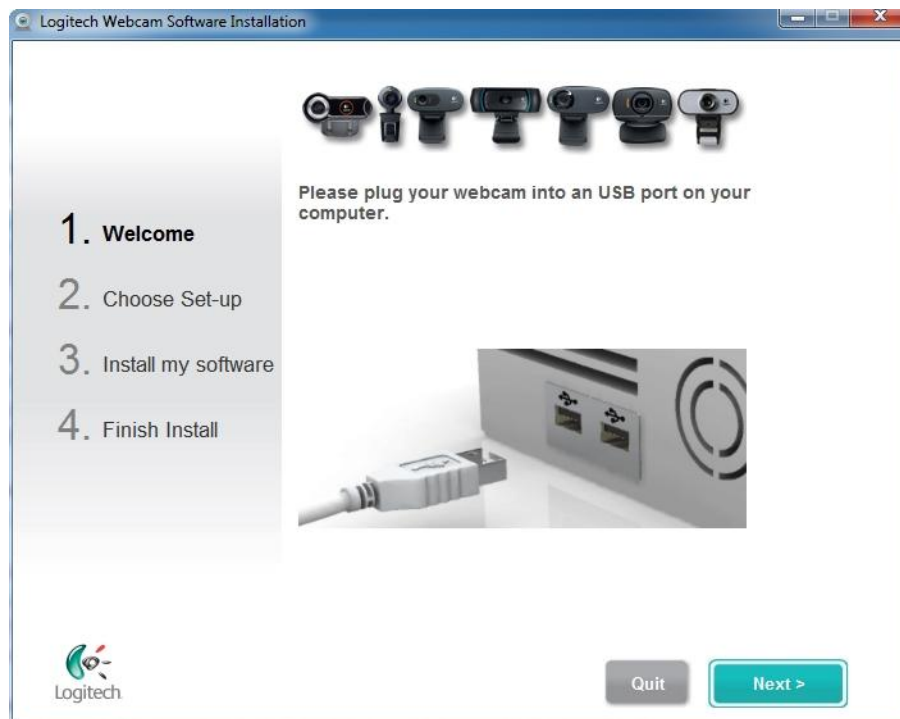 Logitech Webcam Software Installation
Please plug your webcam into an USB port on your
computer.
1. Welcome
2. Choose Set-up
3. Install my software
4. Finish Install
Logitech
Quit
Next >